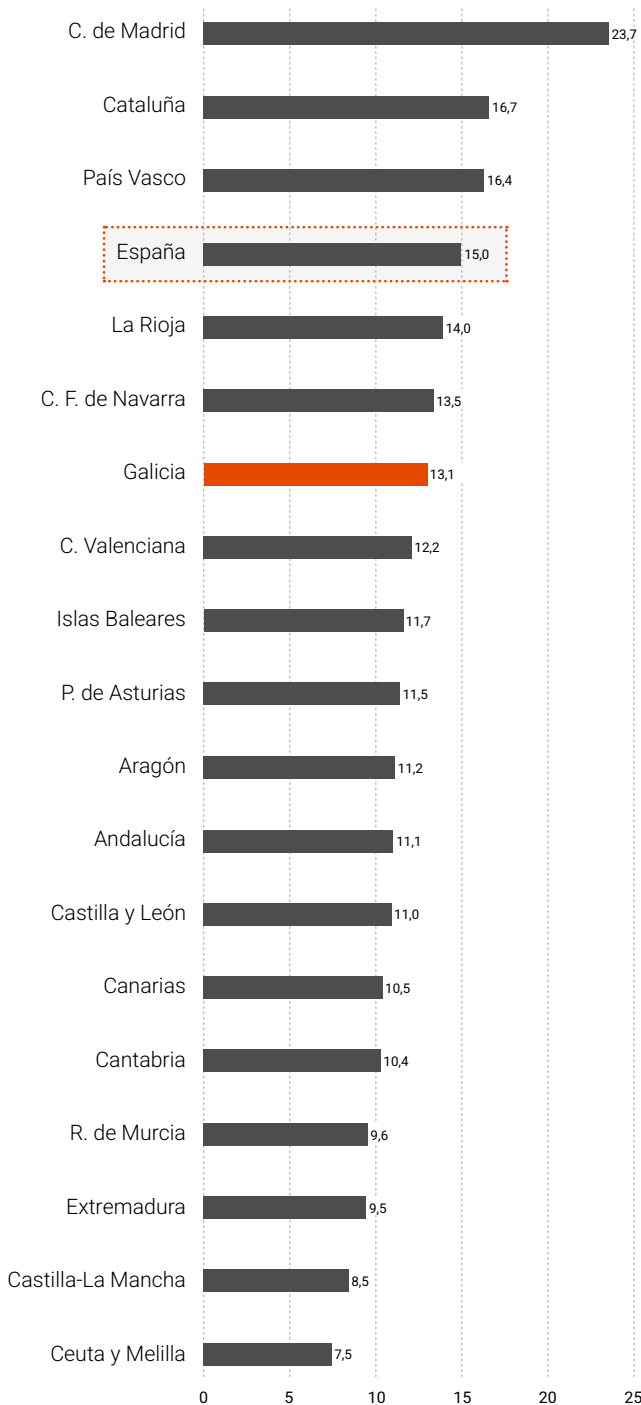 C. de Madrid 23,7
Cataluña 16,7
País Vasco 16,4
España 15,0
La Rioja 14,0
C. F. de Navarra 13,5
Galicia 13,1
C. Valenciana 12,2
Islas Baleares 11,7
P. de Asturias 11,5
Aragón 11,2
Andalucía 11,1
Castilla y León 11,0
Canarias 10,5
Cantabria 10,4
R. de Murcia 9,6
Extremadura 9,5
Castilla-La Mancha 8,5
Ceuta y Melilla 7,5
0 5 10 15 20 25